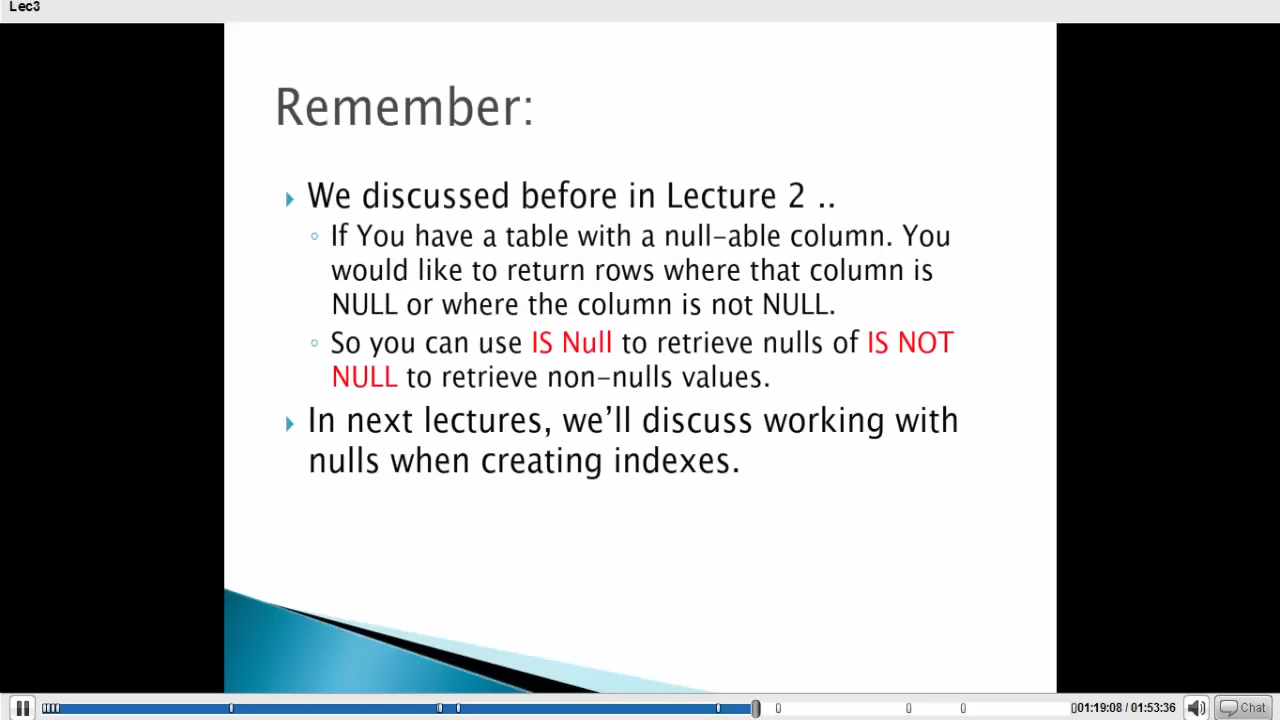 Lec3
Remember:
We discussed before in Lecture 2 ..
If You have a table with a null-able column. You
would like to return rows where that column is
NULL or where the column is not NULL.
So you can use IS Null to retrieve nulls of IS NOT
NULL to retrieve non-nulls values.
In next lectures, we'll discuss working with
nulls when creating indexes.
01:19:08 / 01:53:36
Chat